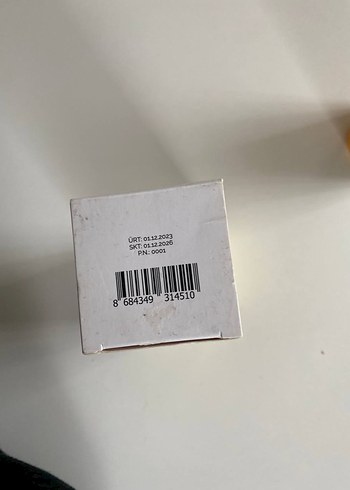 ÜRT: 01.12.2023
SKT: 01.12.2026
P.N.: 0001
8 684349 314510